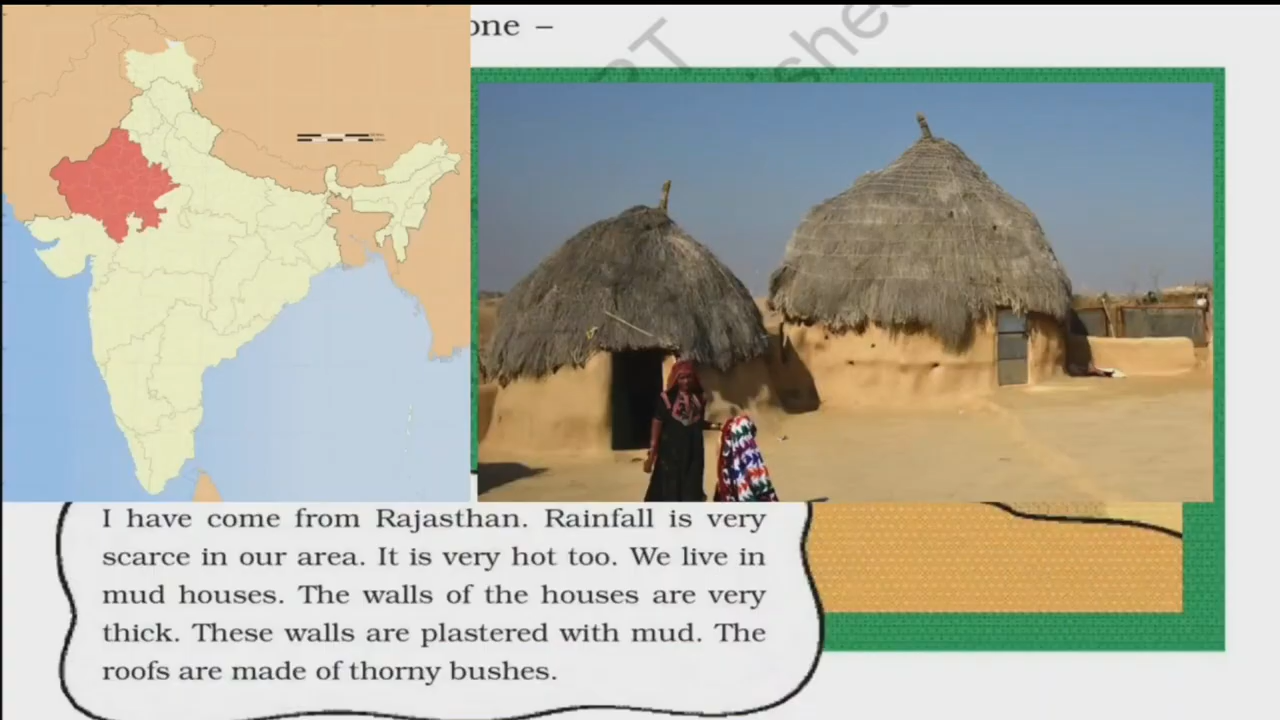 one –
I have come from Rajasthan. Rainfall is very
scarce in our area. It is very hot too. We live in
mud houses. The walls of the houses are very
thick. These walls are plastered with mud. The
roofs are made of thorny bushes.